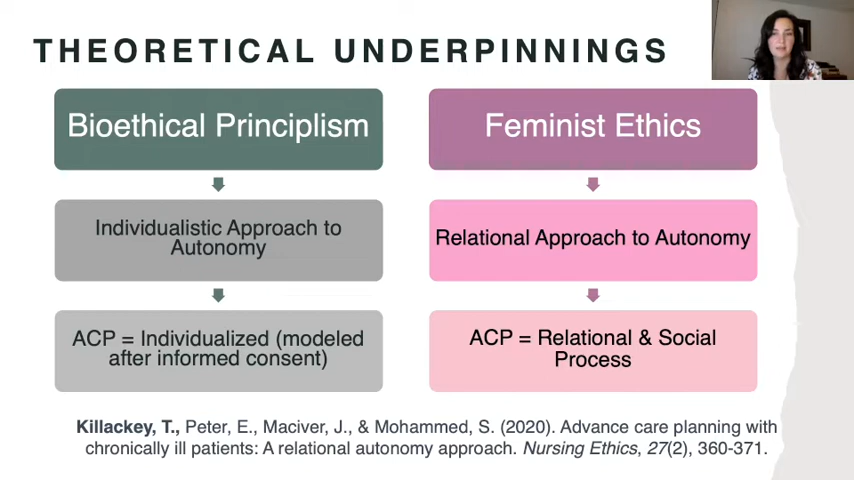 THEORETICAL UNDERPINNINGS
Bioethical Principlism
Individualistic Approach to
Autonomy
ACP = Individualized (modeled
after informed consent)
Feminist Ethics
Relational Approach to Autonomy
ACP = Relational & Social
Process
Killackey, T., Peter, E., Maciver, J., & Mohammed, S. (2020). Advance care planning with
chronically ill patients: A relational autonomy approach. Nursing Ethics, 27(2), 360-371.